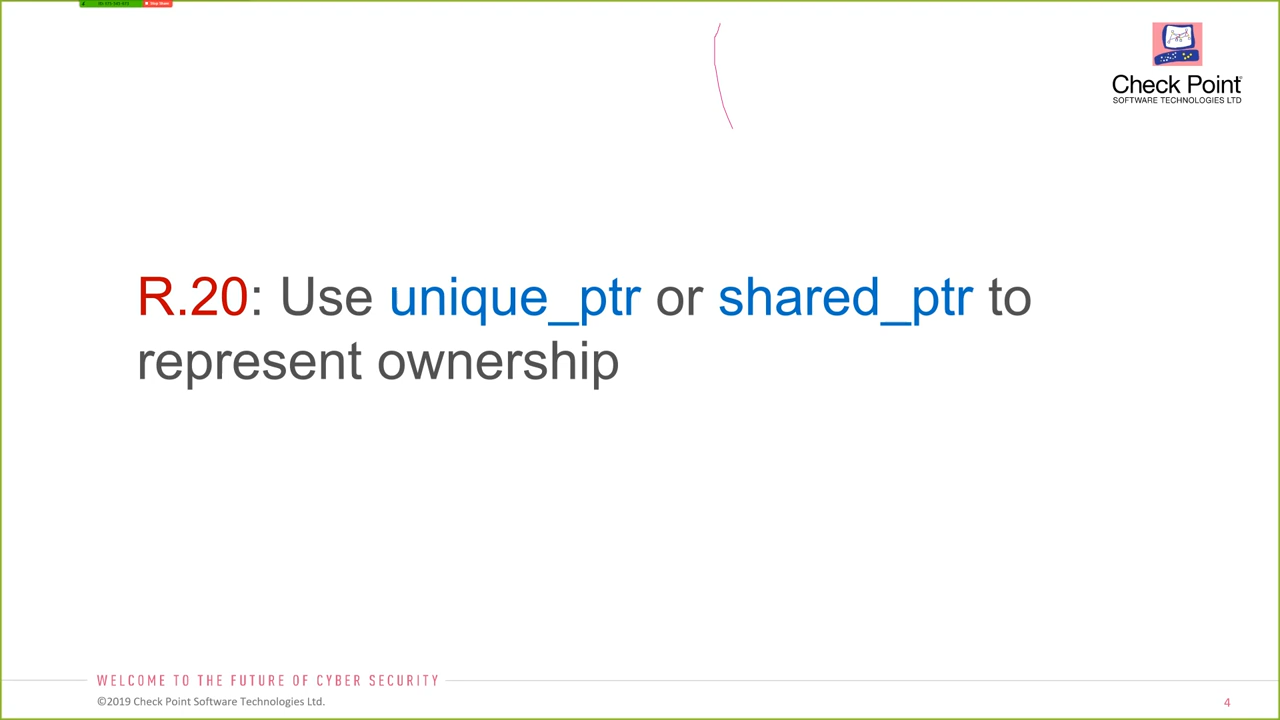 Check Point
SOFTWARE TECHNOLOGIES LTD
R.20: Use unique_ptr or shared_ptr to
represent ownership
WELCOME TO THE FUTURE OF CYBER SECURITY
©2019 Check Point Software Technologies Ltd.
4